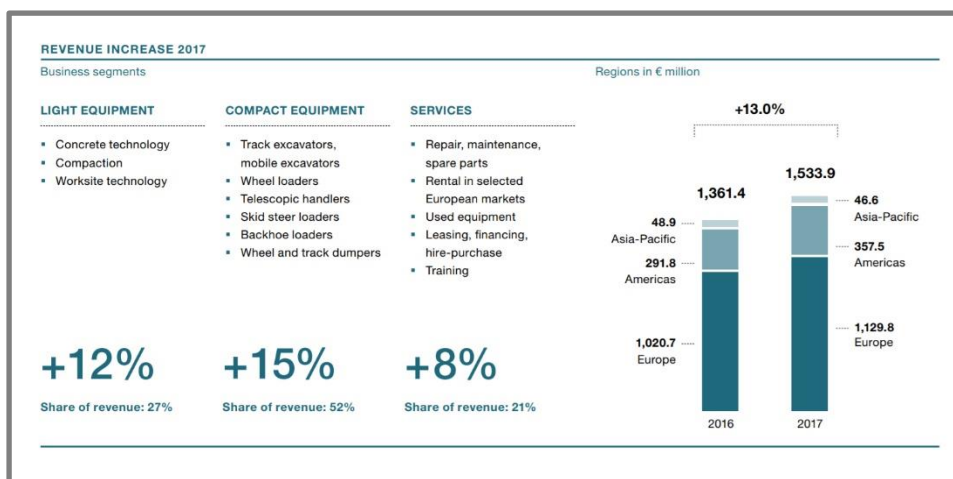 REVENUE INCREASE 2017
Business segments
LIGHT EQUIPMENT
Concrete technology
Compaction
Worksite technology
+12%
Share of revenue: 27%
COMPACT EQUIPMENT
Track excavators,
mobile excavators
Wheel loaders
Telescopic handlers
Skid steer loaders
Backhoe loaders
Wheel and track dumpers
+15%
Share of revenue: 52%
SERVICES
Repair, maintenance,
spare parts
Rental in selected
European markets
Used equipment
Leasing, financing,
hire-purchase
Training
+8%
Share of revenue: 21%
Regions in € million
+13.0%
1,361.4
48.9
Asia-Pacific
291.8
Americas
1,020.7
Europe
2016
1,533.9
46.6
Asia-Pacific
357.5
Americas
1,129.8
Europe
2017